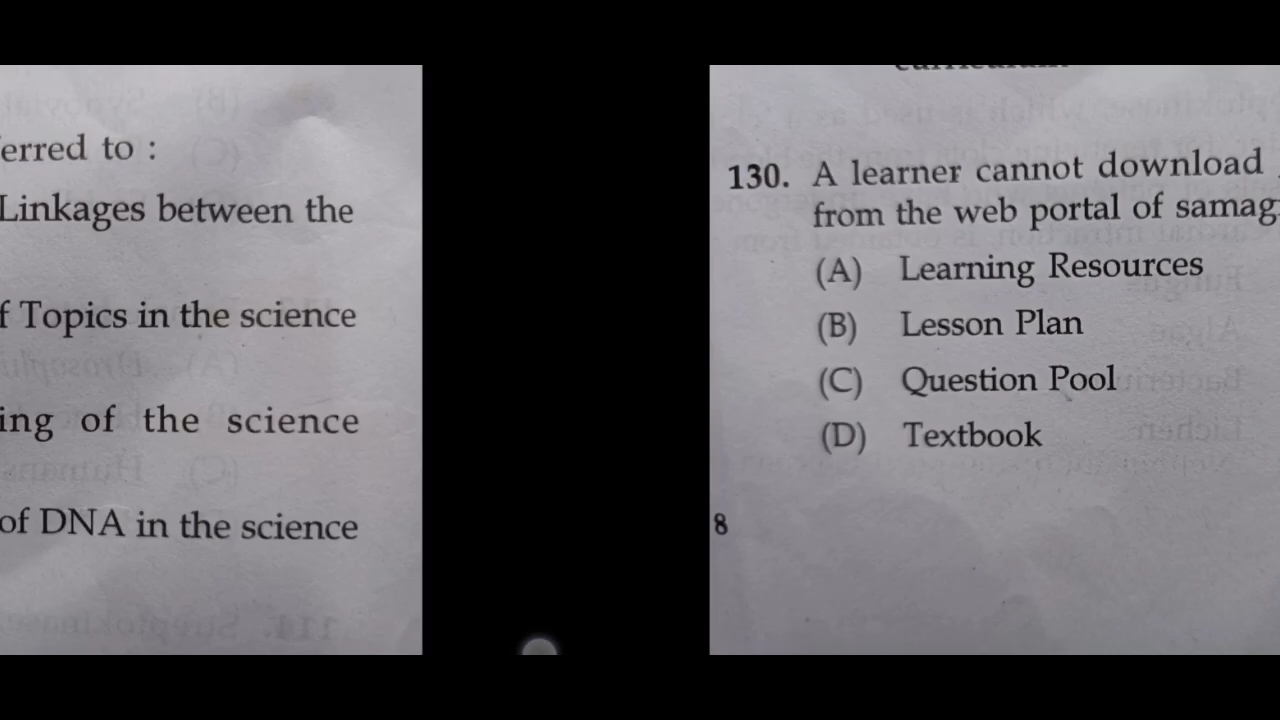 erred to :
Linkages between the
f Topics in the science
ing of the science
of DNA in the science
130. A learner cannot download
from the web portal of samag
(A) Learning Resources
(B) Lesson Plan
(C) Question Pool
(D) Textbook
8